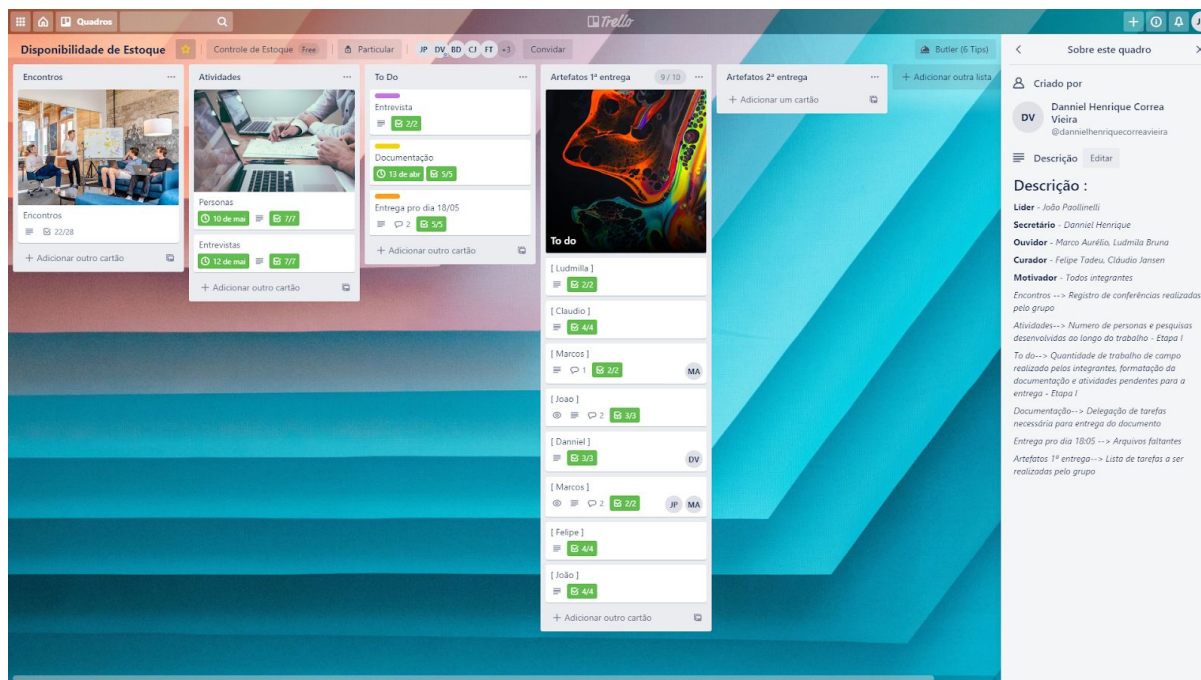 Quadros
Trello
Disponibilidade de Estoque
Controle de Estoque Free
Particular
JP DV BD CJ FT +3
Convidar
Butler (6 Tips)
Encontros
Encontros
22/28
+ Adicionar outro cartão
Atividades
Personas
10 de mai 7/7
Entrevistas
12 de mai 7/7
+ Adicionar outro cartão
To Do
Entrevista
2/2
Documentação
13 de abr 5/5
Entrega pro dia 18/05
2 5/5
+ Adicionar outro cartão
Artefatos 1ª entrega 9 / 10
To do
[ Ludmilla ]
2/2
[ Claudio ]
4/4
[ Marcos ]
1 2/2 MA
[ Joao ]
2 3/3
[ Danniel ]
3/3 DV
[ Marcos ]
2 2/2 JP MA
[ Felipe ]
4/4
[ João ]
4/4
+ Adicionar outro cartão
Artefatos 2ª entrega
+ Adicionar um cartão
+ Adicionar outra lista
Sobre este quadro
Criado por
DV
Danniel Henrique Correa
Vieira
@dannielhenriquecorreavieira
Descrição Editar
Descrição :
Líder - João Paollinelli
Secretário - Danniel Henrique
Ouvidor - Marco Aurélio, Ludmila Bruna
Curador - Felipe Tadeu, Cláudio Jansen
Motivador - Todos integrantes
Encontros --> Registro de conferências realizadas
pelo grupo
Atividades--> Numero de personas e pesquisas
desenvolvidas ao longo do trabalho - Etapa I
To do--> Quantidade de trabalho de campo
realizado pelos integrantes, formatação da
documentação e atividades pendentes para a
entrega - Etapa I
Documentação--> Delegação de tarefas
necessária para entrega do documento
Entrega pro dia 18:05 --> Arquivos faltantes
Artefatos 1ª entrega--> Lista de tarefas a ser
realizadas pelo grupo